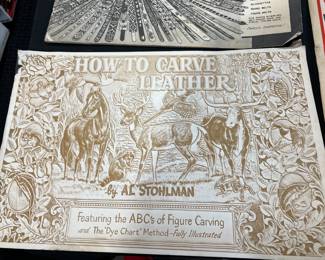 HOW TO CARVE
LEATHER
by AL STOHLMAN
Featuring the ABC's of Figure Carving
and The "Dye Chart" Method - Fully Illustrated